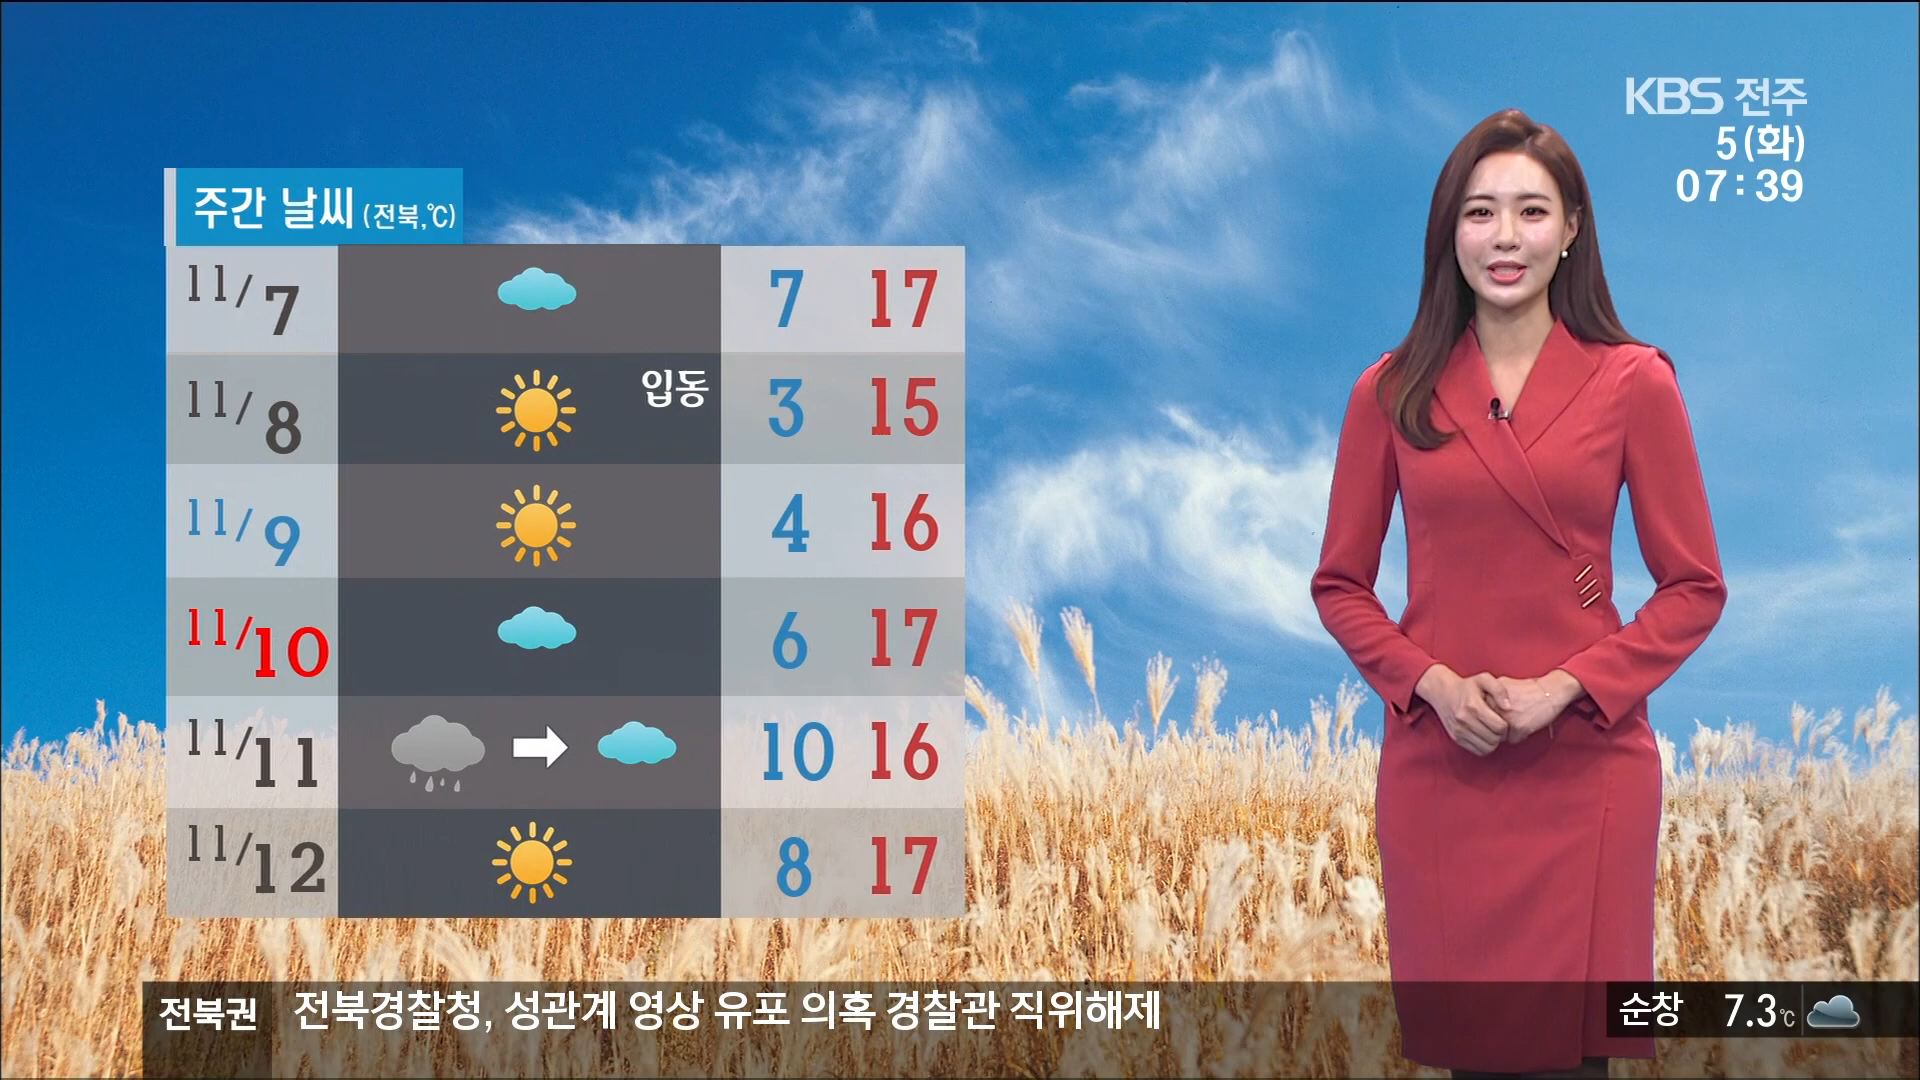 KBS 전주
5(화)
07:39
주간 날씨 (전북,℃)
11/7 7 17
11/8 입동 3 15
11/9 4 16
11/10 6 17
11/11 10 16
11/12 8 17
전북권 전북경찰청, 성관계 영상 유포 의혹 경찰관 직위해제
순창 7.3℃